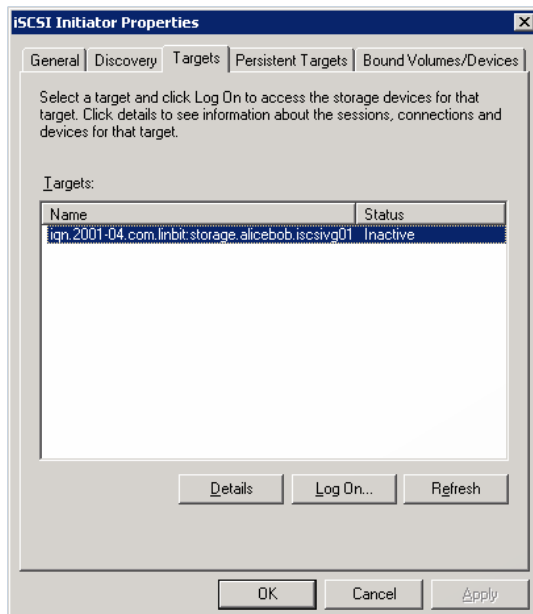 iSCSI Initiator Properties
General Discovery Targets Persistent Targets Bound Volumes/Devices
Select a target and click Log On to access the storage devices for that
target. Click details to see information about the sessions, connections and
devices for that target.
Targets:
Name Status
iqn.2001-04.com.linbit:storage.alicebob.iscsivg01 Inactive
Details Log On... Refresh
OK Cancel Apply